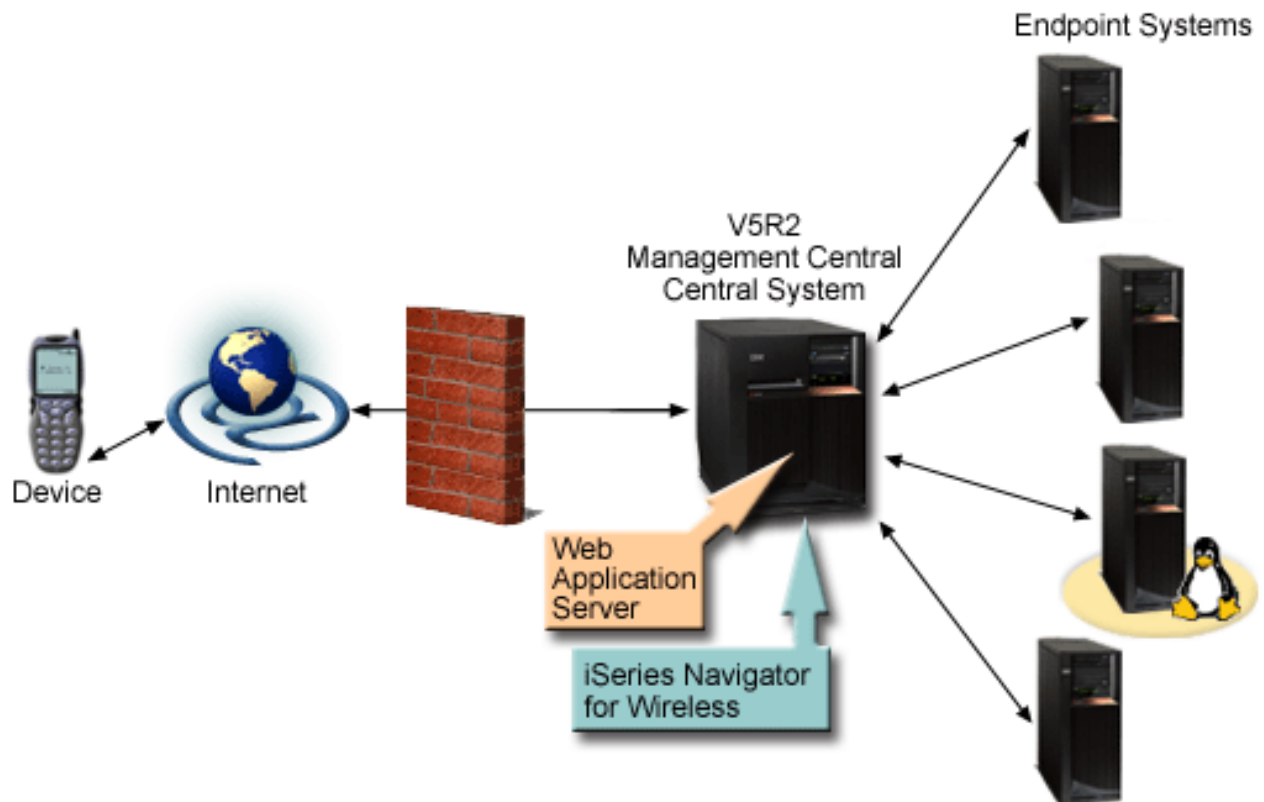 Endpoint Systems
V5R2
Management Central
Central System
Device
Internet
Web
Application
Server
iSeries Navigator
for Wireless